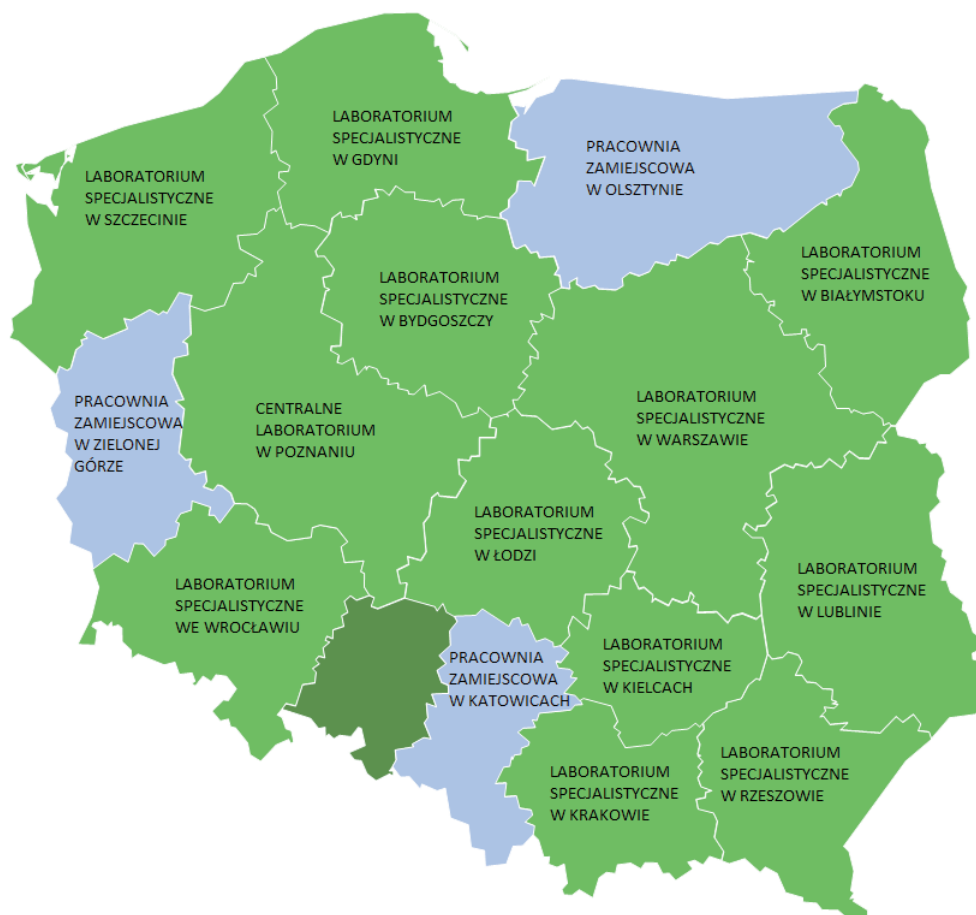 LABORATORIUM
SPECJALISTYCZNE
W GDYNI
PRACOWNIA
ZAMIEJSCOWA
W OLSZTYNIE
LABORATORIUM
SPECJALISTYCZNE
W SZCZECINIE
LABORATORIUM
SPECJALISTYCZNE
W BIAŁYMSTOKU
LABORATORIUM
SPECJALISTYCZNE
W BYDGOSZCZY
PRACOWNIA
ZAMIEJSCOWA
W ZIELONEJ
GÓRZE
CENTRALNE
LABORATORIUM
W POZNANIU
LABORATORIUM
SPECJALISTYCZNE
W WARSZAWIE
LABORATORIUM
SPECJALISTYCZNE
W ŁODZI
LABORATORIUM
SPECJALISTYCZNE
W LUBLINIE
LABORATORIUM
SPECJALISTYCZNE
WE WROCŁAWIU
PRACOWNIA
ZAMIEJSCOWA
W KATOWICACH
LABORATORIUM
SPECJALISTYCZNE
W KIELCACH
LABORATORIUM
SPECJALISTYCZNE
W KRAKOWIE
LABORATORIUM
SPECJALISTYCZNE
W RZESZOWIE